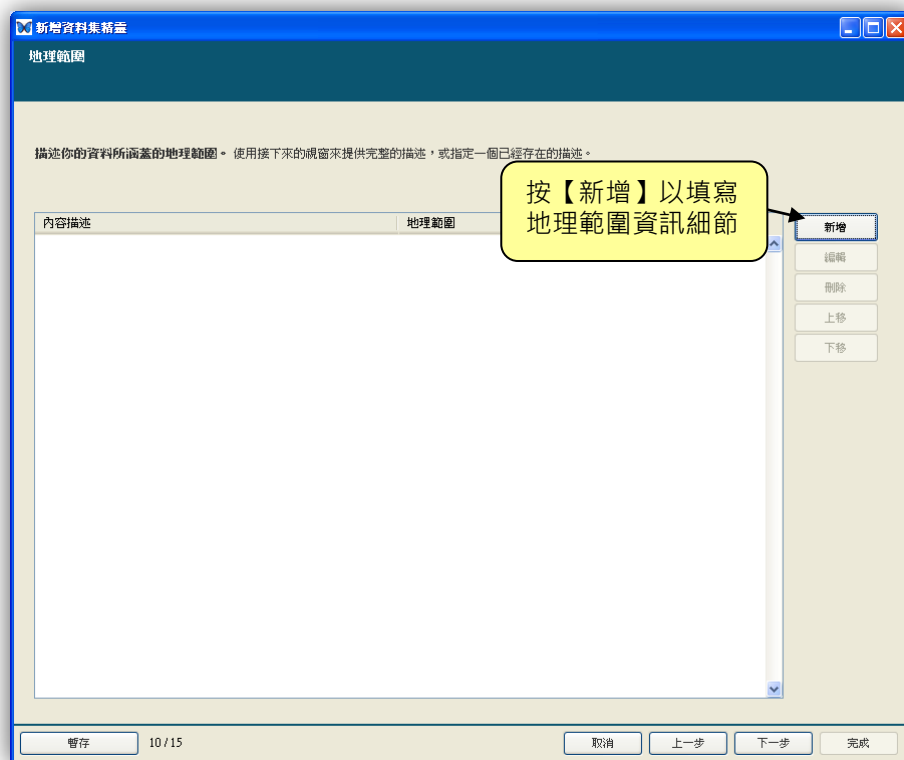 新增資料集精靈
地理範圍
描述你的資料所涵蓋的地理範圍。 使用接下來的視窗來提供完整的描述，或指定一個已經存在的描述。
按【新增】以填寫
地理範圍資訊細節
內容描述 地理範圍
新增
編輯
刪除
上移
下移
暫存 10 / 15 取消 上一步 下一步 完成